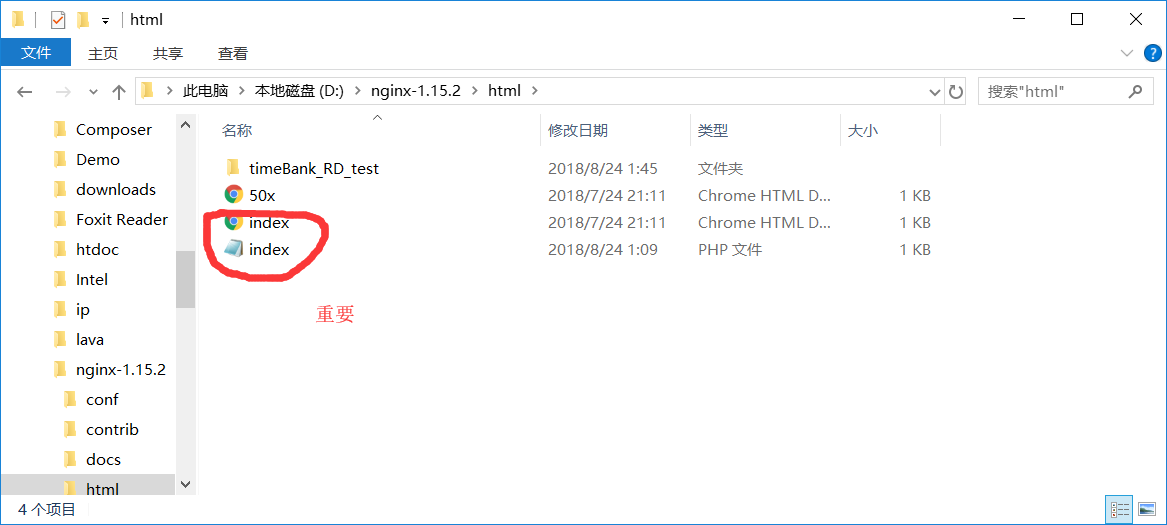 html
文件 主页 共享 查看
此电脑 本地磁盘 (D:) nginx-1.15.2 html
搜索"html"
Composer
Demo
downloads
Foxit Reader
htdoc
Intel
ip
lava
nginx-1.15.2
conf
contrib
docs
html
名称 修改日期 类型 大小
timeBank_RD_test 2018/8/24 1:45 文件夹
50x 2018/7/24 21:11 Chrome HTML D... 1 KB
index 2018/7/24 21:11 Chrome HTML D... 1 KB
index 2018/8/24 1:09 PHP 文件 1 KB
重要
4 个项目